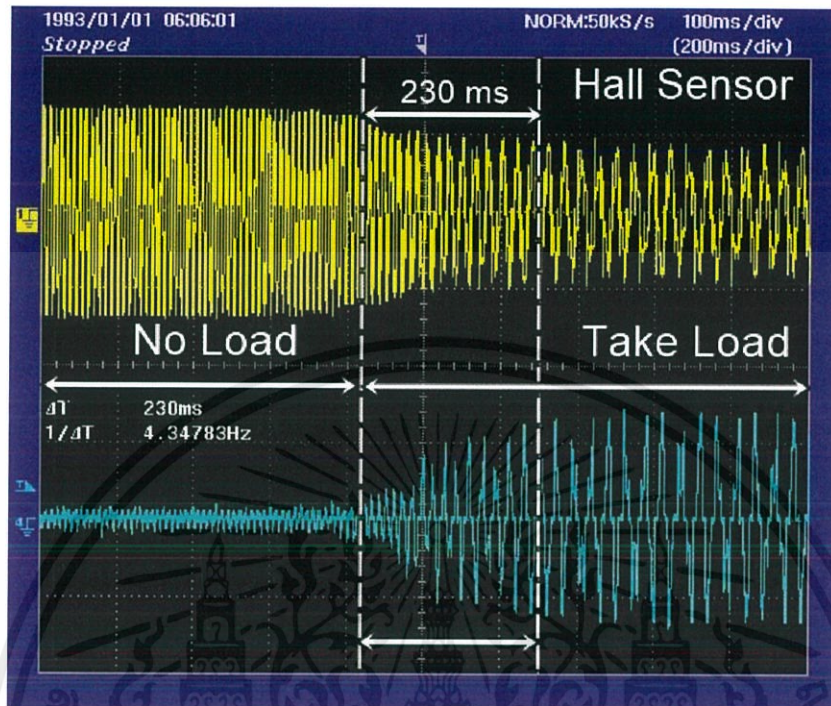 1993/01/01 06:06:01 NORM:50kS/s 100ms/div
Stopped (200ms/div)
230 ms Hall Sensor
No Load Take Load
ΔT 230ms
1/ΔT 4.34783Hz